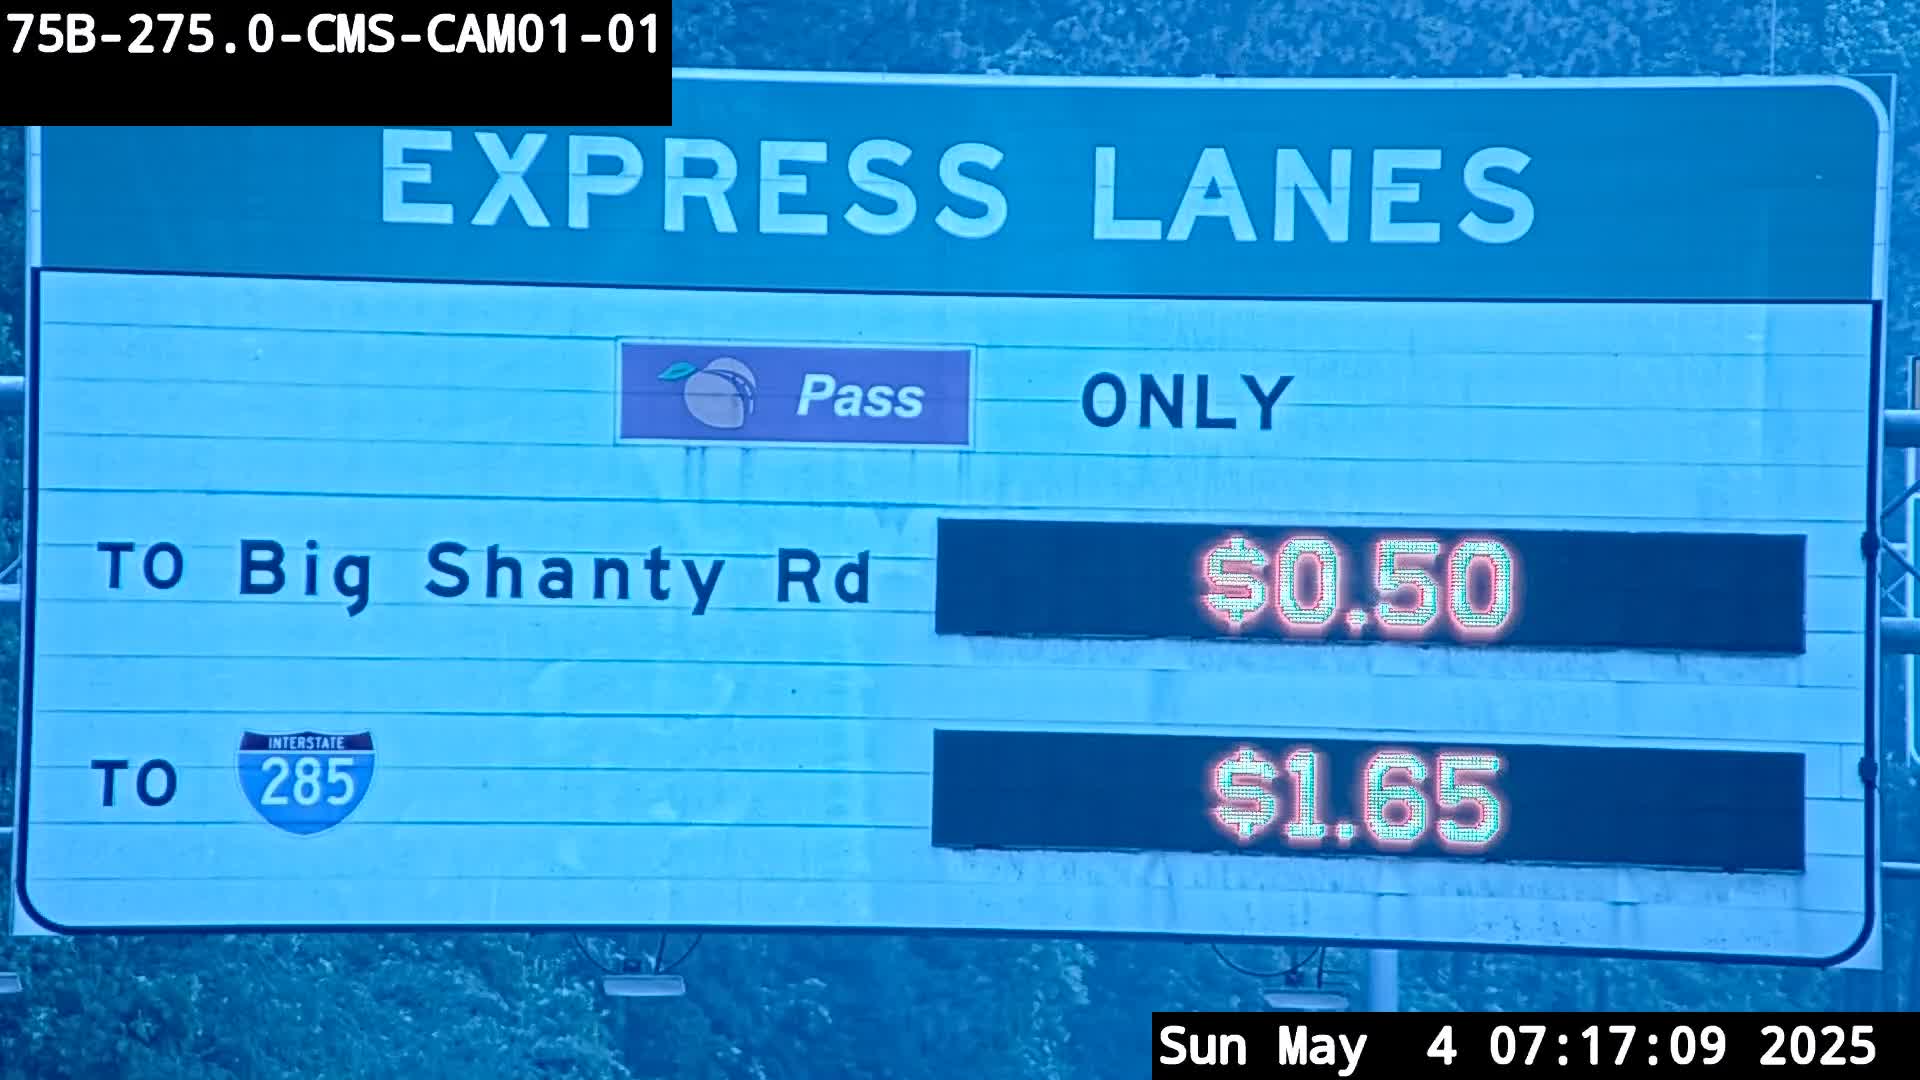 75B-275.0-CMS-CAM01-01
EXPRESS LANES
Pass ONLY
TO Big Shanty Rd $0.50
TO INTERSTATE 285 $1.65
Sun May 4 07:17:09 2025